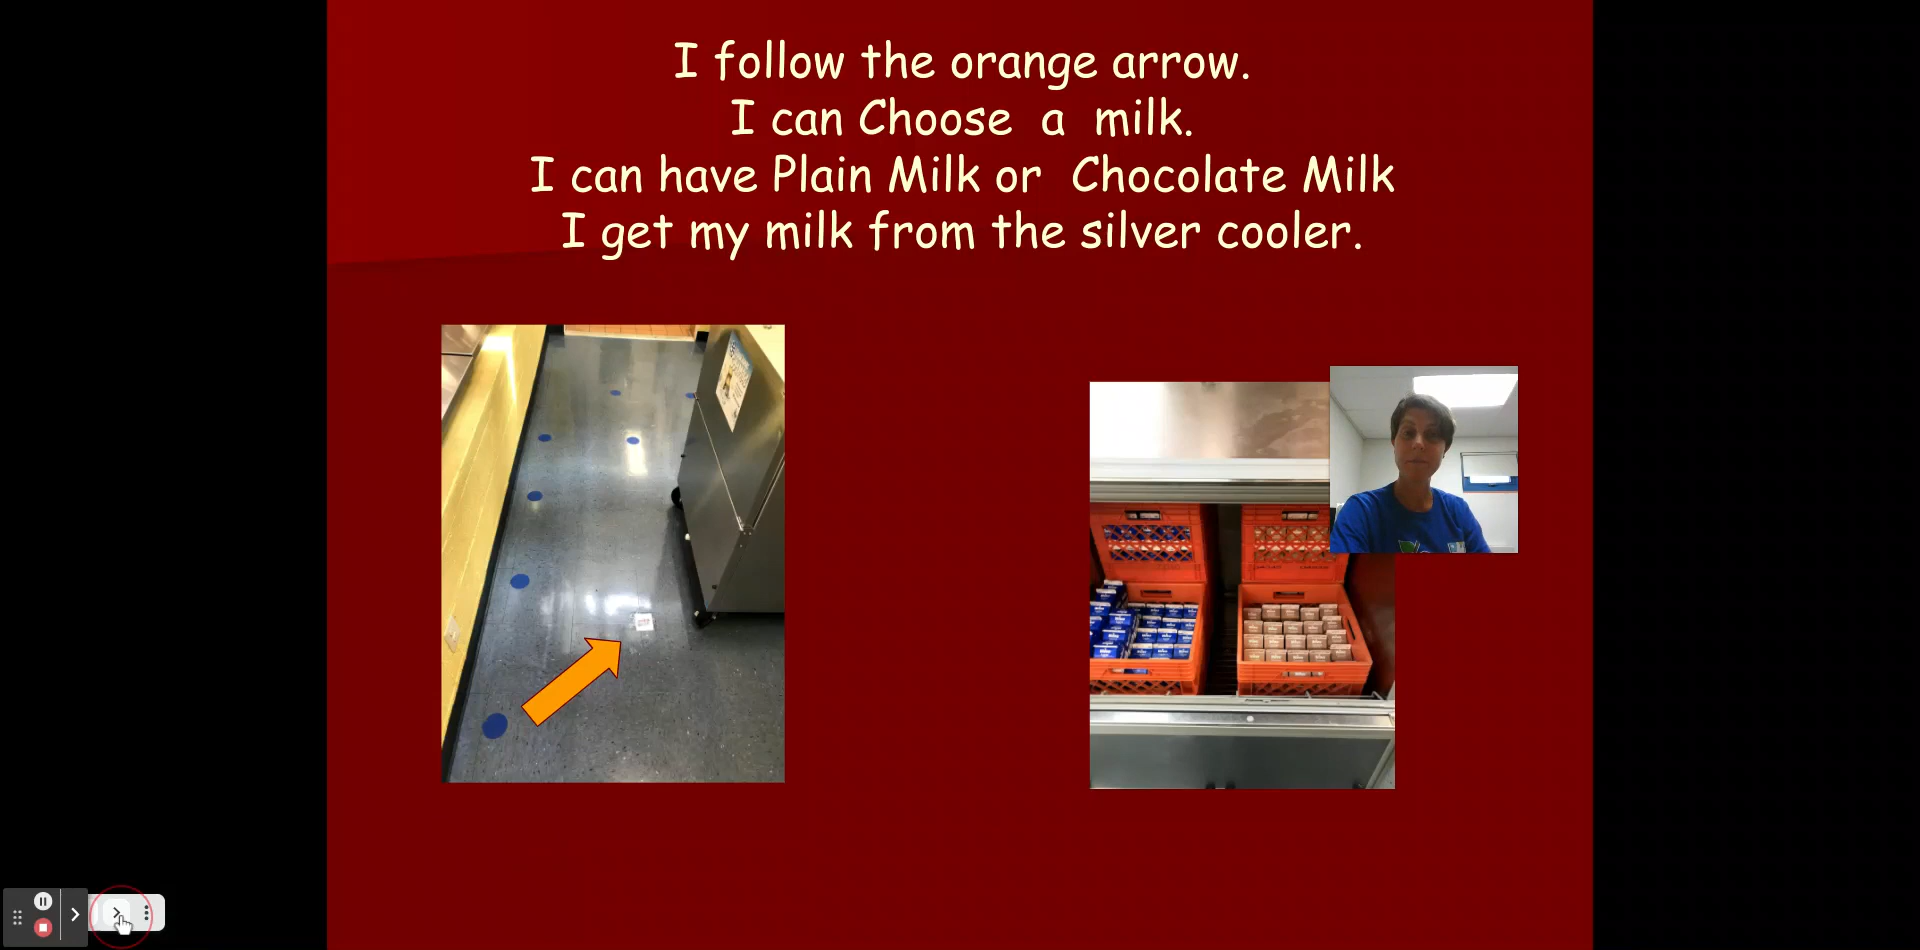 I follow the orange arrow.
I can Choose a milk.
I can have Plain Milk or Chocolate Milk
I get my milk from the silver cooler.